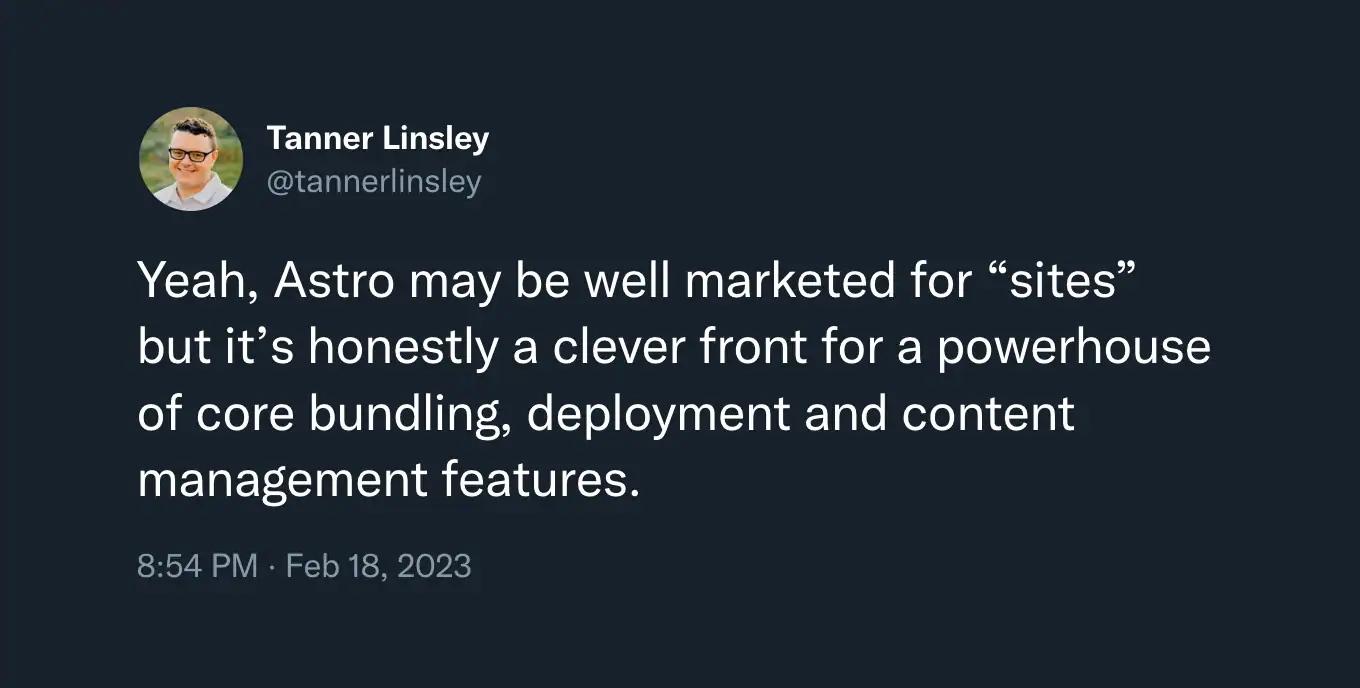 Tanner Linsley
@tannerlinsley
Yeah, Astro may be well marketed for “sites”
but it’s honestly a clever front for a powerhouse
of core bundling, deployment and content
management features.
8:54 PM · Feb 18, 2023